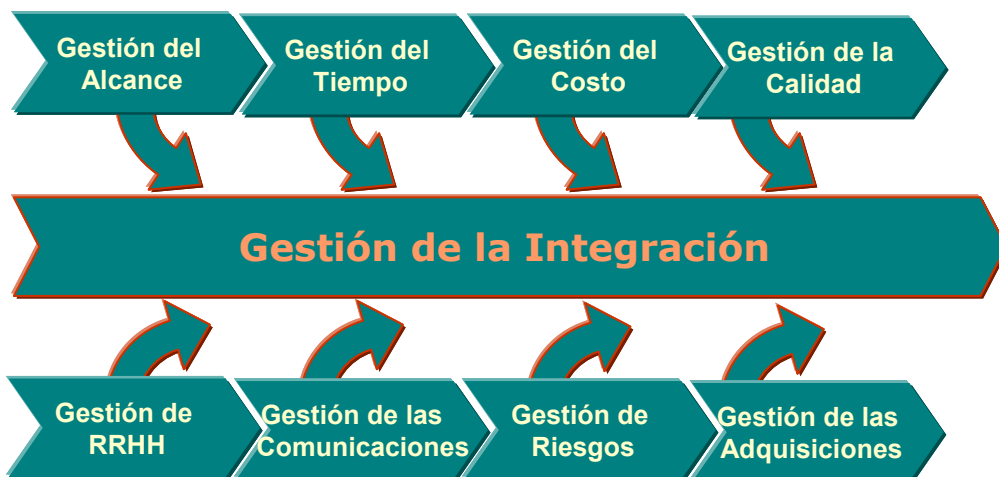 Gestión del
Alcance
Gestión del
Tiempo
Gestión del
Costo
Gestión de la
Calidad
Gestión de la Integración
Gestión de
RRHH
Gestión de las
Comunicaciones
Gestión de
Riesgos
Gestión de las
Adquisiciones